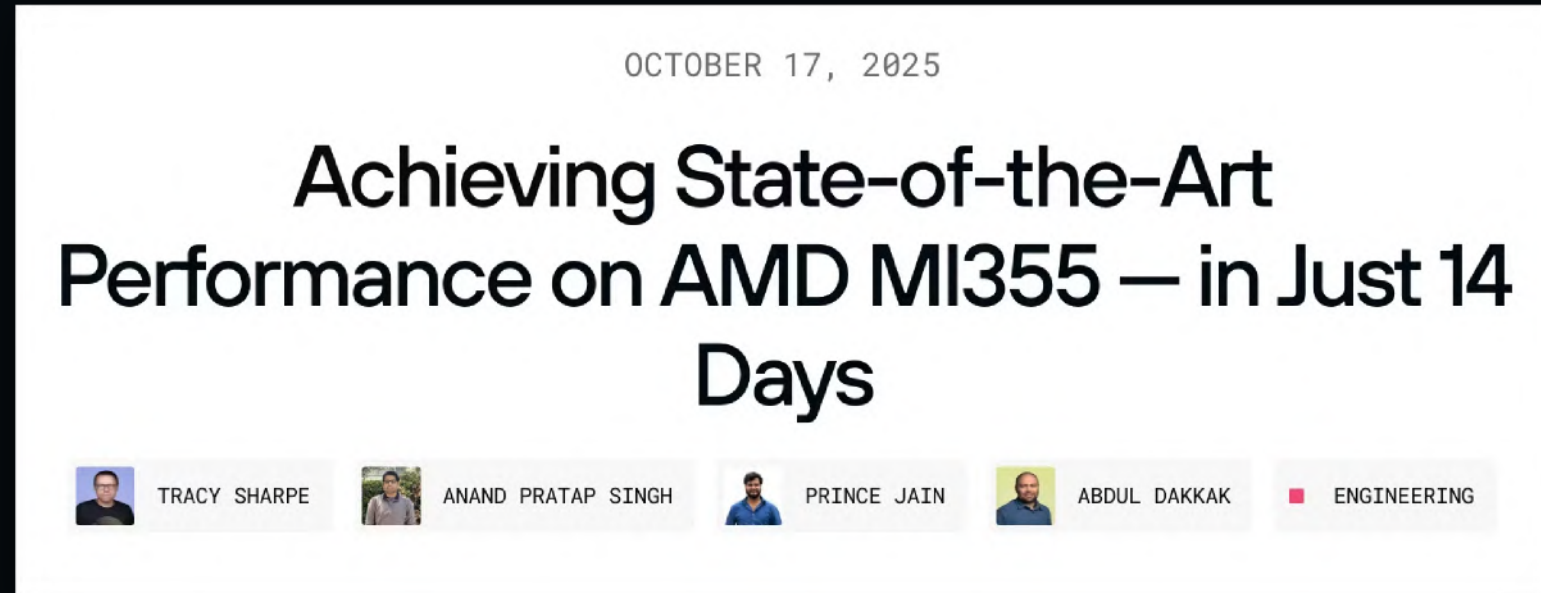 OCTOBER 17, 2025
Achieving State-of-the-Art
Performance on AMD MI355 — in Just 14
Days
TRACY SHARPE ANAND PRATAP SINGH PRINCE JAIN ABDUL DAKKAK ENGINEERING